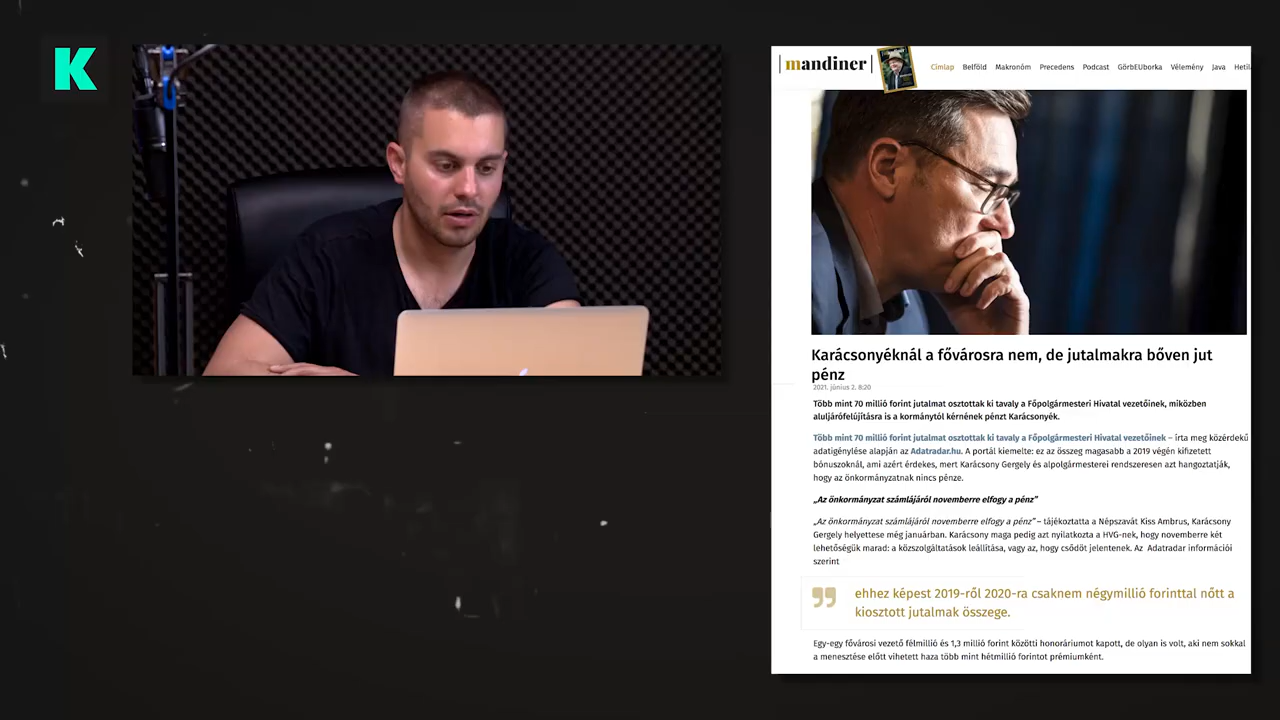 K
mandiner
Címlap Belföld Makronóm Precedens Podcast GörbEUborka Vélemény Java
Karácsonyéknál a fővárosra nem, de jutalmakra bőven jut
pénz
2021. június 2. 8:20
Több mint 70 millió forint jutalmat osztottak ki tavaly a Főpolgármesteri Hivatal vezetőinek, miközben
aluljárófelújításra is a kormánytól kérnének pénzt Karácsonyék.
Több mint 70 millió forint jutalmat osztottak ki tavaly a Főpolgármesteri Hivatal vezetőinek – írta meg közérdekű
adatigénylése alapján az Adatradar.hu. A portál kiemelte: ez az összeg magasabb a 2019 végén kifizetett
bónuszoknál, ami azért érdekes, mert Karácsony Gergely és alpolgármesterei rendszeresen azt hangoztatják,
hogy az önkormányzatnak nincs pénze.
„Az önkormányzat számlájáról novemberre elfogy a pénz”
„Az önkormányzat számlájáról novemberre elfogy a pénz” – tájékoztatta a Népszavát Kiss Ambrus, Karácsony
Gergely helyettese még januárban. Karácsony maga pedig azt nyilatkozta a HVG-nek, hogy novemberre két
lehetőségük marad: a közszolgáltatások leállítása, vagy az, hogy csődöt jelentenek. Az Adatradar információi
szerint
ehhez képest 2019-ről 2020-ra csaknem négymillió forinttal nőtt a
kiosztott jutalmak összege.
Egy-egy fővárosi vezető félmillió és 1,3 millió forint közötti honoráriumot kapott, de olyan is volt, aki nem sokkal
a menesztése előtt vihetett haza több mint hétmillió forintot prémiumként.